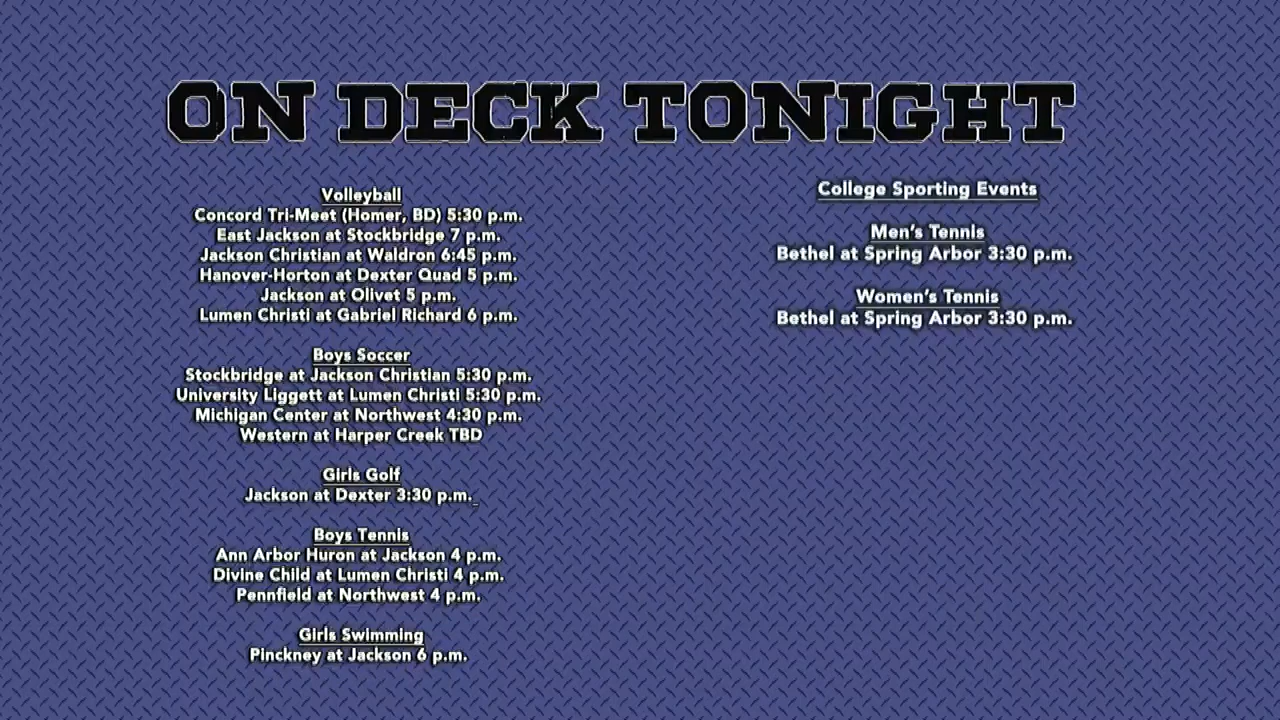 ON DECK TONIGHT
Volleyball
Concord Tri-Meet (Homer, BD) 5:30 p.m.
East Jackson at Stockbridge 7 p.m.
Jackson Christian at Waldron 6:45 p.m.
Hanover-Horton at Dexter Quad 5 p.m.
Jackson at Olivet 5 p.m.
Lumen Christi at Gabriel Richard 6 p.m.
Boys Soccer
Stockbridge at Jackson Christian 5:30 p.m.
University Liggett at Lumen Christi 5:30 p.m.
Michigan Center at Northwest 4:30 p.m.
Western at Harper Creek TBD
Girls Golf
Jackson at Dexter 3:30 p.m.
Boys Tennis
Ann Arbor Huron at Jackson 4 p.m.
Divine Child at Lumen Christi 4 p.m.
Pennfield at Northwest 4 p.m.
Girls Swimming
Pinckney at Jackson 6 p.m.
College Sporting Events
Men's Tennis
Bethel at Spring Arbor 3:30 p.m.
Women's Tennis
Bethel at Spring Arbor 3:30 p.m.